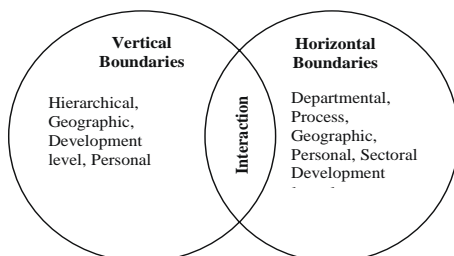 Vertical
Boundaries
Hierarchical,
Geographic,
Development
level, Personal
Interaction
Horizontal
Boundaries
Departmental,
Process,
Geographic,
Personal, Sectoral
Development